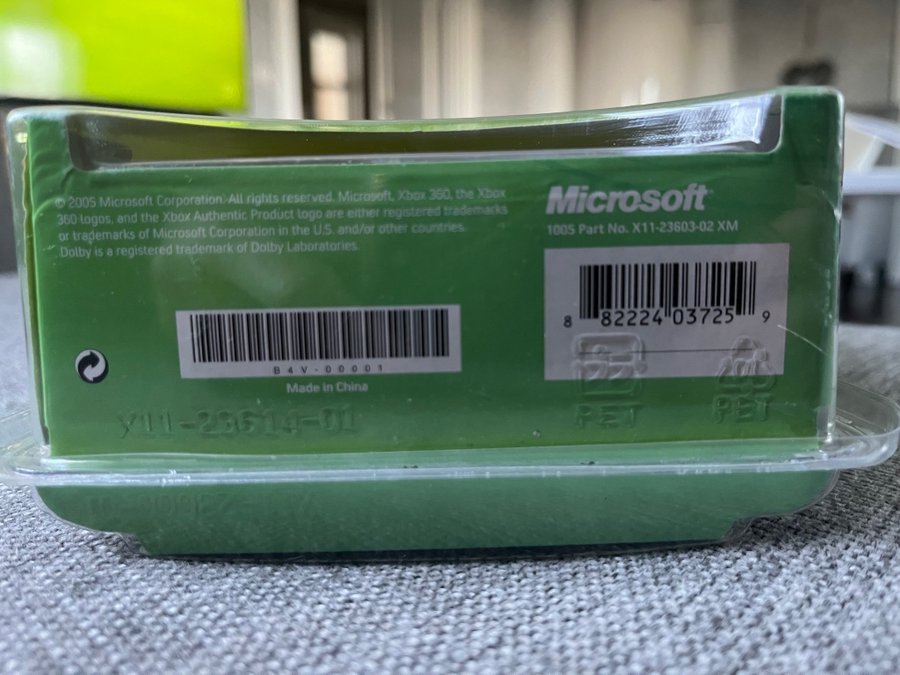 © 2005 Microsoft Corporation. All rights reserved. Microsoft, Xbox 360, the Xbox
360 logos, and the Xbox Authentic Product logo are either registered trademarks
or trademarks of Microsoft Corporation in the U.S. and/or other countries.
Dolby is a registered trademark of Dolby Laboratories.
Microsoft
1005 Part No. X11-23603-02 XM
8 82224 03725 9
B4V-00001
Made in China
X11-23614-01
PET
PET